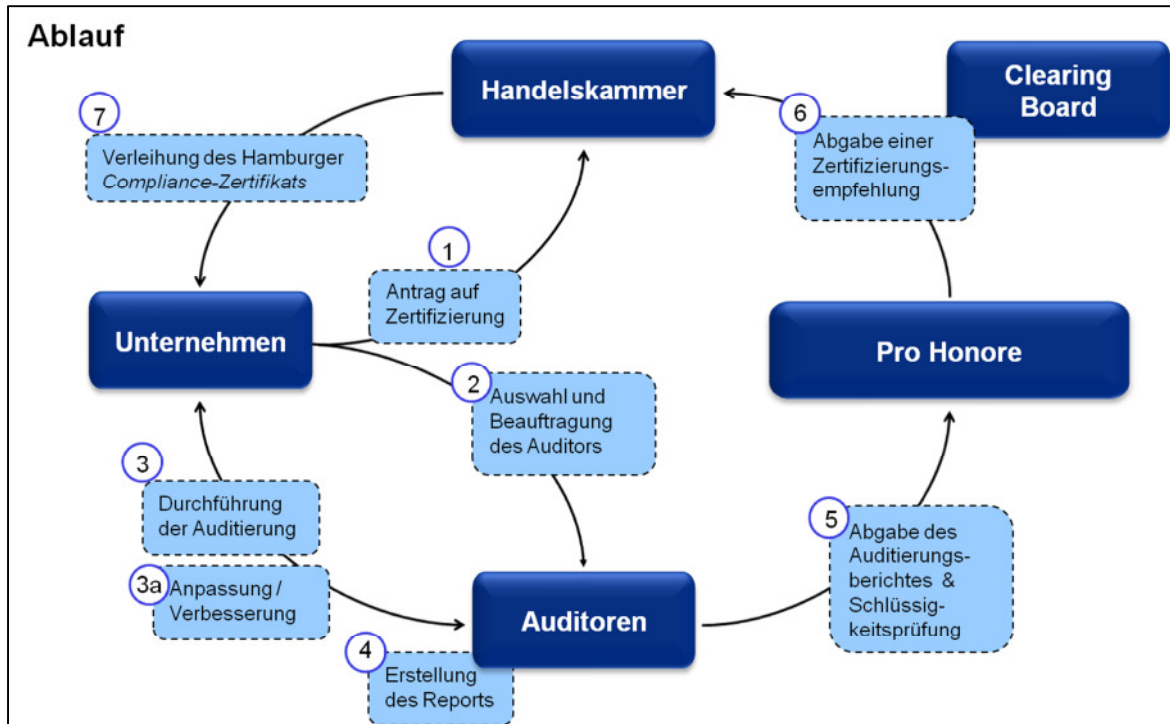 Ablauf
Handelskammer
Clearing
Board
7
Verleihung des Hamburger
Compliance-Zertifikats
6
Abgabe einer
Zertifizierungs-
empfehlung
1
Antrag auf
Zertifizierung
Unternehmen
Pro Honore
2
Auswahl und
Beauftragung
des Auditors
3
Durchführung
der Auditierung
3a
Anpassung /
Verbesserung
5
Abgabe des
Auditierungs-
berichtes &
Schlüssig-
keitsprüfung
Auditoren
4
Erstellung
des Reports